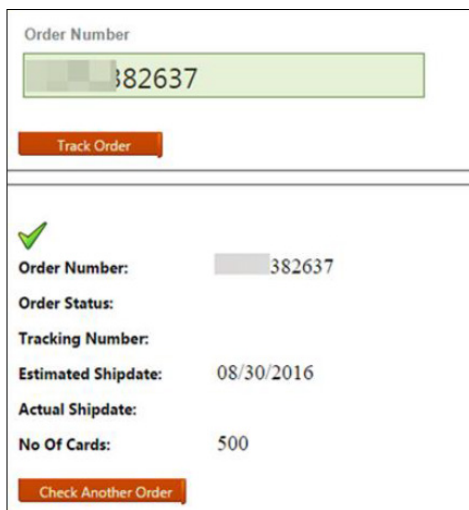 Order Number
382637
Track Order
Order Number: 382637
Order Status:
Tracking Number:
Estimated Shipdate: 08/30/2016
Actual Shipdate:
No Of Cards: 500
Check Another Order